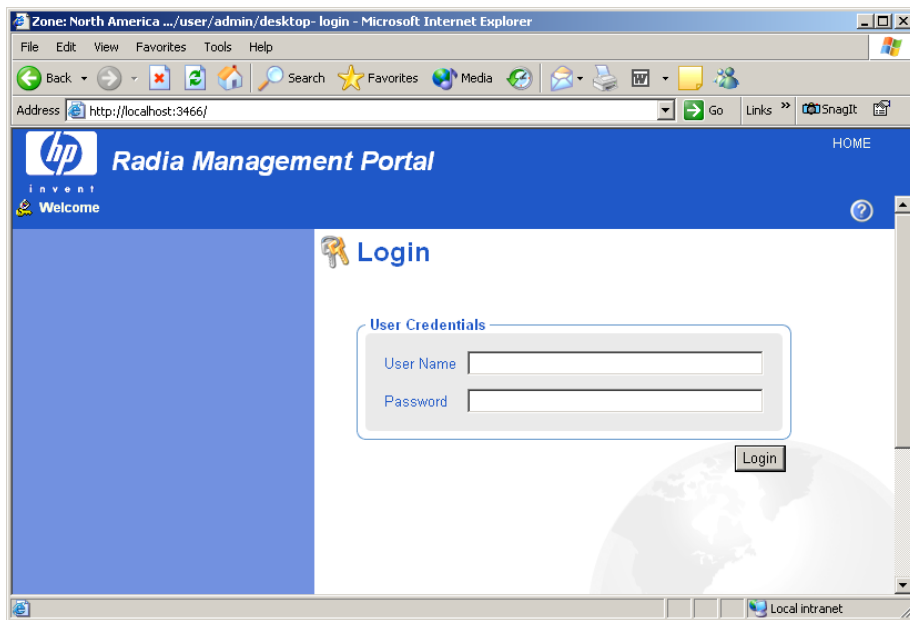 Zone: North America .../user/admin/desktop- login - Microsoft Internet Explorer
File Edit View Favorites Tools Help
Back Search Favorites Media
Address http://localhost:3466/ Go Links » SnagIt
hp
invent
Radia Management Portal
HOME
Welcome
Login
User Credentials
User Name
Password
Login
Local intranet